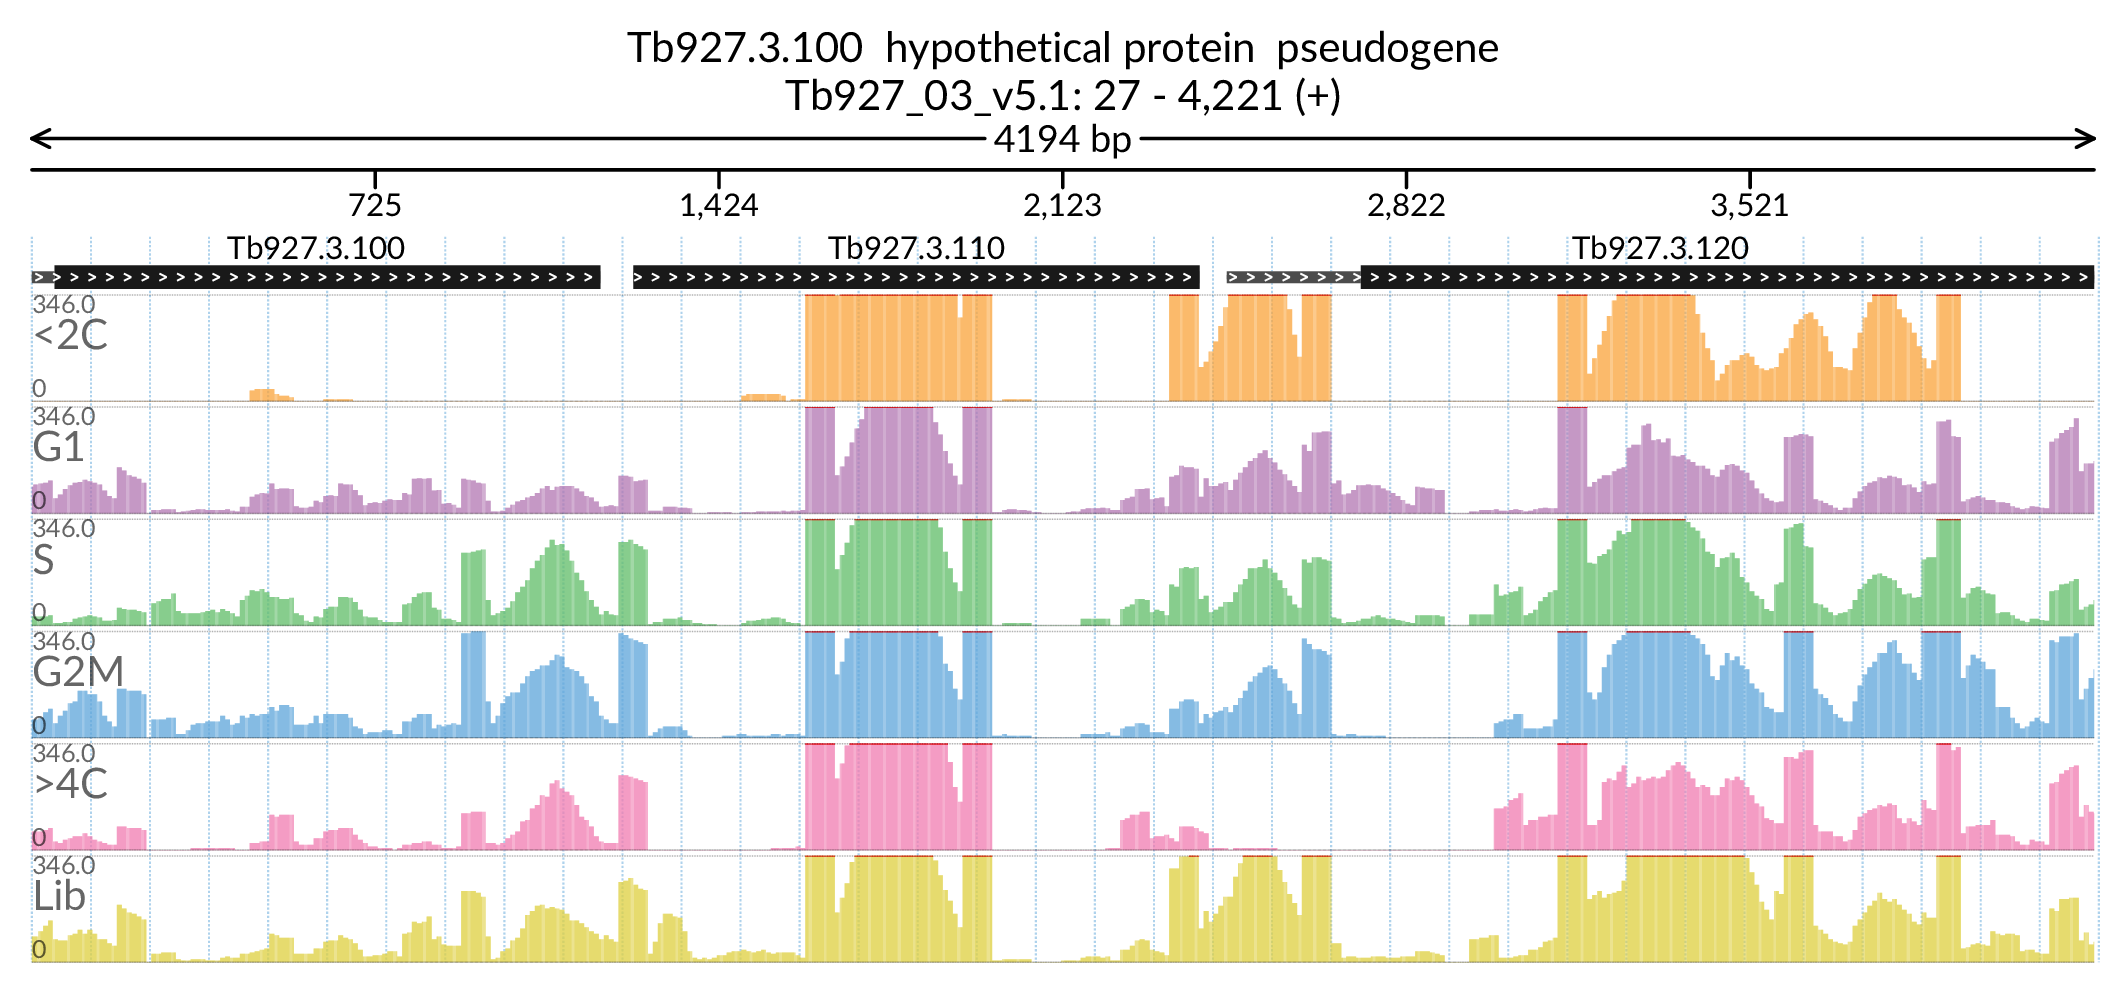 Tb927.3.100 hypothetical protein pseudogene
Tb927_03_v5.1: 27 - 4,221 (+)
4194 bp
725 1,424 2,123 2,822 3,521
Tb927.3.100 Tb927.3.110 Tb927.3.120
346.0
<2C
0
346.0
G1
0
346.0
S
0
346.0
G2M
0
346.0
>4C
0
346.0
Lib
0